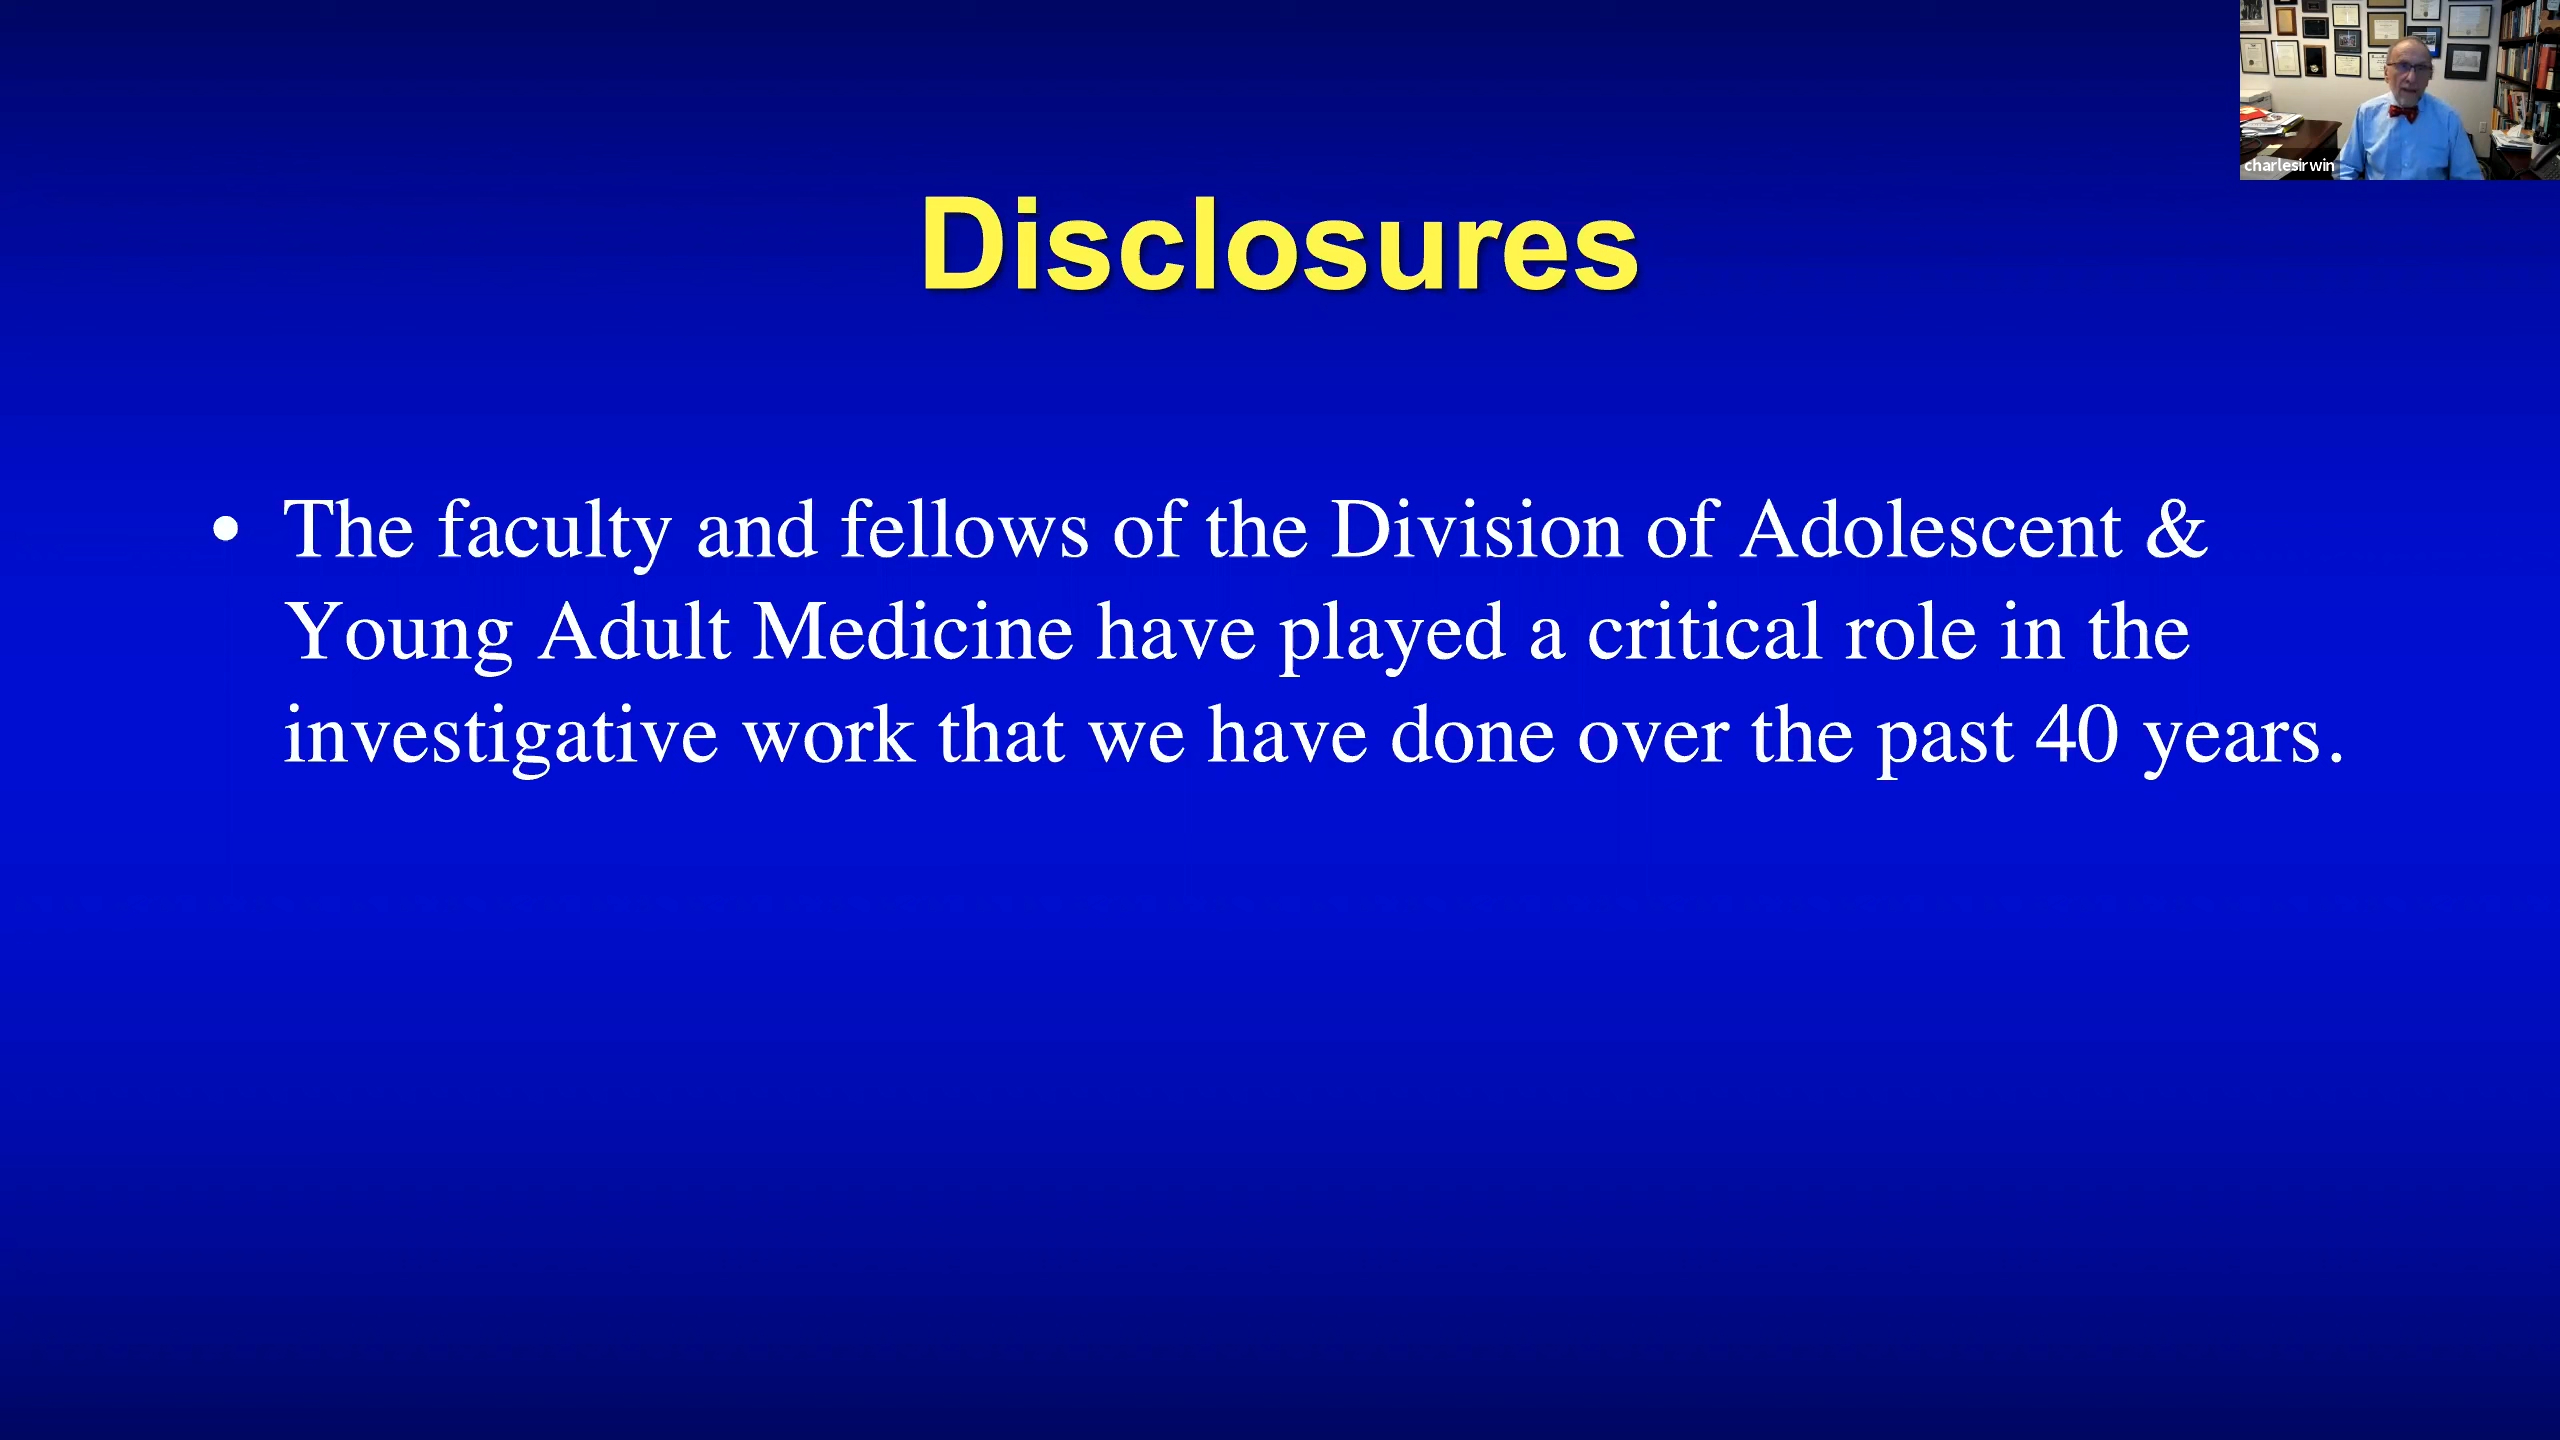 charlesirwin
Disclosures
• The faculty and fellows of the Division of Adolescent &
Young Adult Medicine have played a critical role in the
investigative work that we have done over the past 40 years.